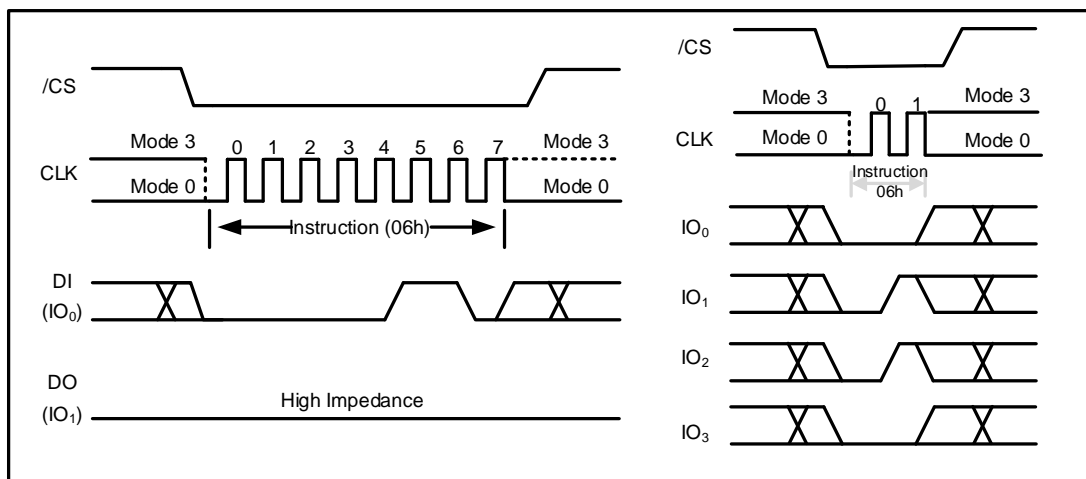 /CS
Mode 3
0 1 2 3 4 5 6 7
Mode 3
CLK
Mode 0
Mode 0
Instruction (06h)
DI
(IO₀)
DO
(IO₁)
High Impedance
/CS
Mode 3
0 1
Mode 3
CLK
Mode 0
Mode 0
Instruction
06h
IO₀
IO₁
IO₂
IO₃